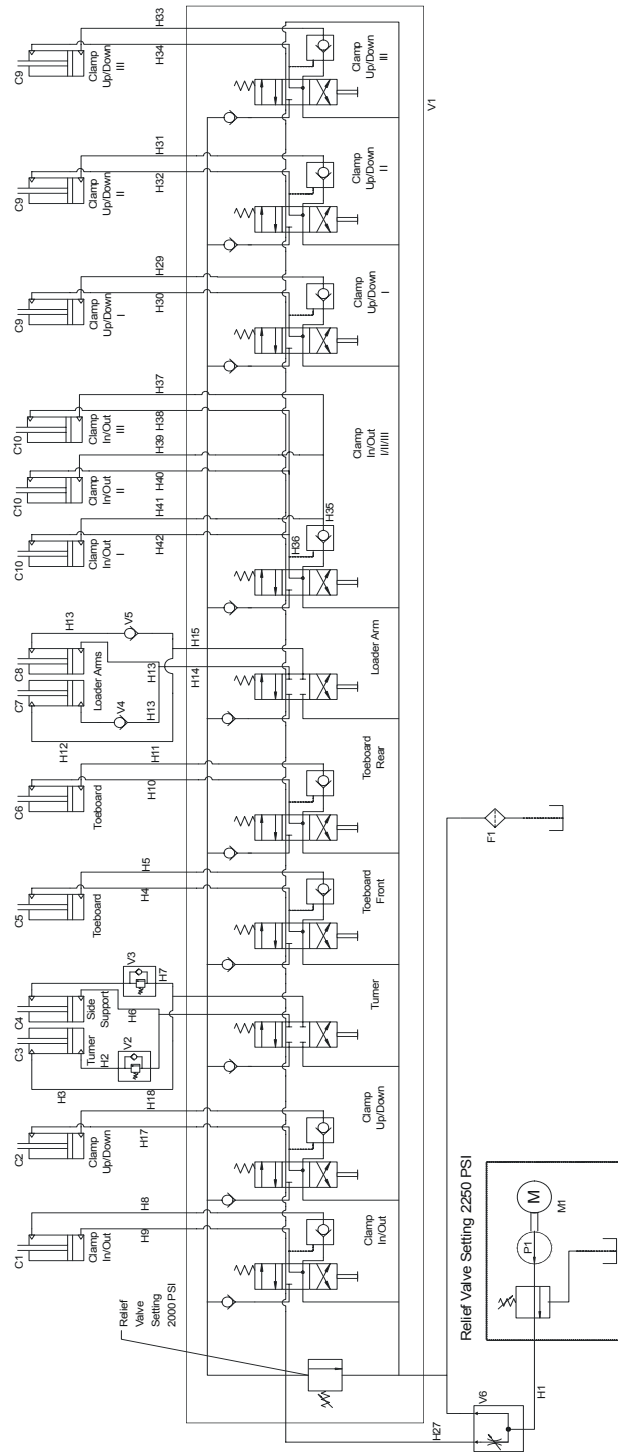 C1
Clamp
In/Out
C2
Clamp
Up/Down
C3
Turner
C4
Side
Support
C5
Toeboard
C6
Toeboard
C7
C8
Loader Arms
C10
Clamp
In/Out
I
C10
Clamp
In/Out
II
C10
Clamp
In/Out
III
C9
Clamp
Up/Down
I
C9
Clamp
Up/Down
II
C9
Clamp
Up/Down
III
H8
H9
H17
H3
H2
V2
H18
H6
V3
H7
H4
H5
H10
H11
H12
V4
H13
H13
H13
V5
H14
H15
H42
H41
H40
H39
H38
H37
H36
H35
H30
H29
H32
H31
H34
H33
Relief
Valve
Setting
2000 PSI
Clamp
In/Out
Clamp
Up/Down
Turner
Toeboard
Front
Toeboard
Rear
Loader Arm
Clamp
In/Out
I/II/III
Clamp
Up/Down
I
Clamp
Up/Down
II
Clamp
Up/Down
III
V1
H27
V6
H1
Relief Valve Setting 2250 PSI
P1
M
M1
F1